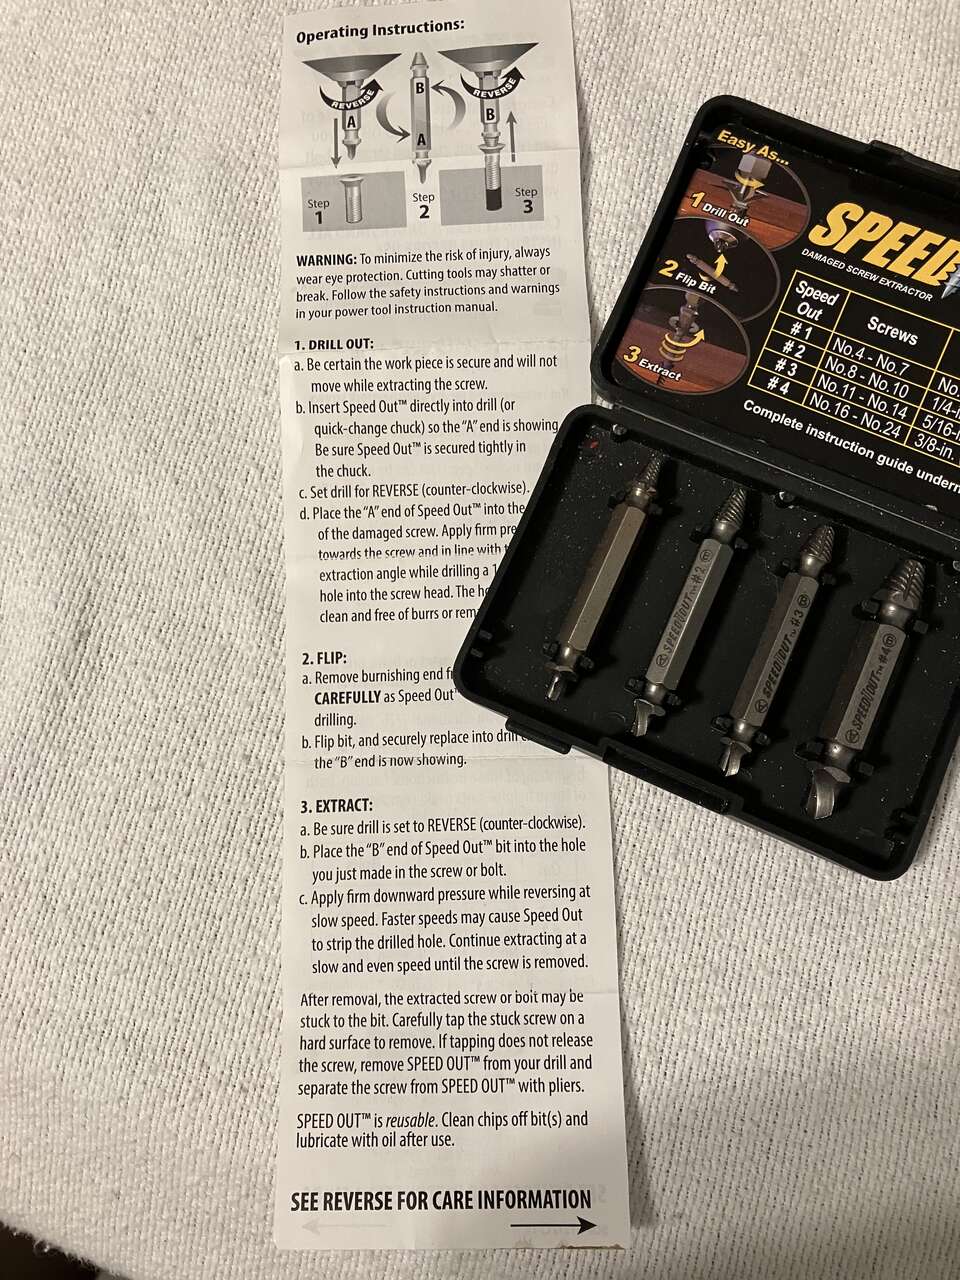 Operating Instructions:
REVERSE
A
B
A
REVERSE
B
Step
1
Step
2
Step
3
WARNING: To minimize the risk of injury, always
wear eye protection. Cutting tools may shatter or
break. Follow the safety instructions and warnings
in your power tool instruction manual.
1. DRILL OUT:
a. Be certain the work piece is secure and will not
move while extracting the screw.
b. Insert Speed Out™ directly into drill (or
quick-change chuck) so the "A" end is showing.
Be sure Speed Out™ is secured tightly in
the chuck.
c. Set drill for REVERSE (counter-clockwise).
d. Place the "A" end of Speed Out™ into the
of the damaged screw. Apply firm
towards the screw and in line with
extraction angle while drilling a
hole into the screw head. The
clean and free of burrs or
2. FLIP:
a. Remove burnishing end
CAREFULLY as Speed Out™
drilling.
b. Flip bit, and securely replace into drill
the "B" end is now showing.
3. EXTRACT:
a. Be sure drill is set to REVERSE (counter-clockwise).
b. Place the "B" end of Speed Out™ bit into the hole
you just made in the screw or bolt.
c. Apply firm downward pressure while reversing at
slow speed. Faster speeds may cause Speed Out
to strip the drilled hole. Continue extracting at a
slow and even speed until the screw is removed.
After removal, the extracted screw or bolt may be
stuck to the bit. Carefully tap the stuck screw on a
hard surface to remove. If tapping does not release
the screw, remove SPEED OUT™ from your drill and
separate the screw from SPEED OUT™ with pliers.
SPEED OUT™ is reusable. Clean chips off bit(s) and
lubricate with oil after use.
SEE REVERSE FOR CARE INFORMATION
Easy As...
1 Drill Out
2 Flip Bit
3 Extract
SPEED
DAMAGED SCREW EXTRACTOR
Speed Out Screws
#1 No.4 - No.7 No.
#2 No.8 - No.10 1/4-
#3 No.11 - No.14 5/16-
#4 No.16 - No.24 3/8-in.
Complete instruction guide
A SPEED OUT™ #2 B
A SPEED OUT™ #3 B
A SPEED OUT™ #4 B